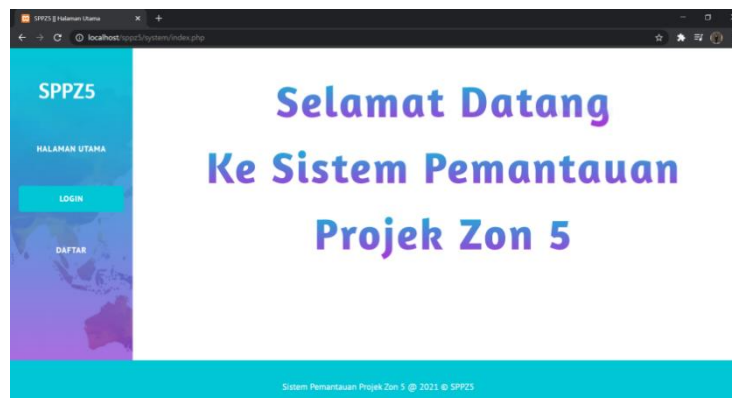 SPPZ5 || Halaman Utama
localhost/sppz5/system/index.php
SPPZ5
HALAMAN UTAMA
LOGIN
DAFTAR
Selamat Datang
Ke Sistem Pemantauan
Projek Zon 5
Sistem Pemantauan Projek Zon 5 @ 2021 © SPPZ5